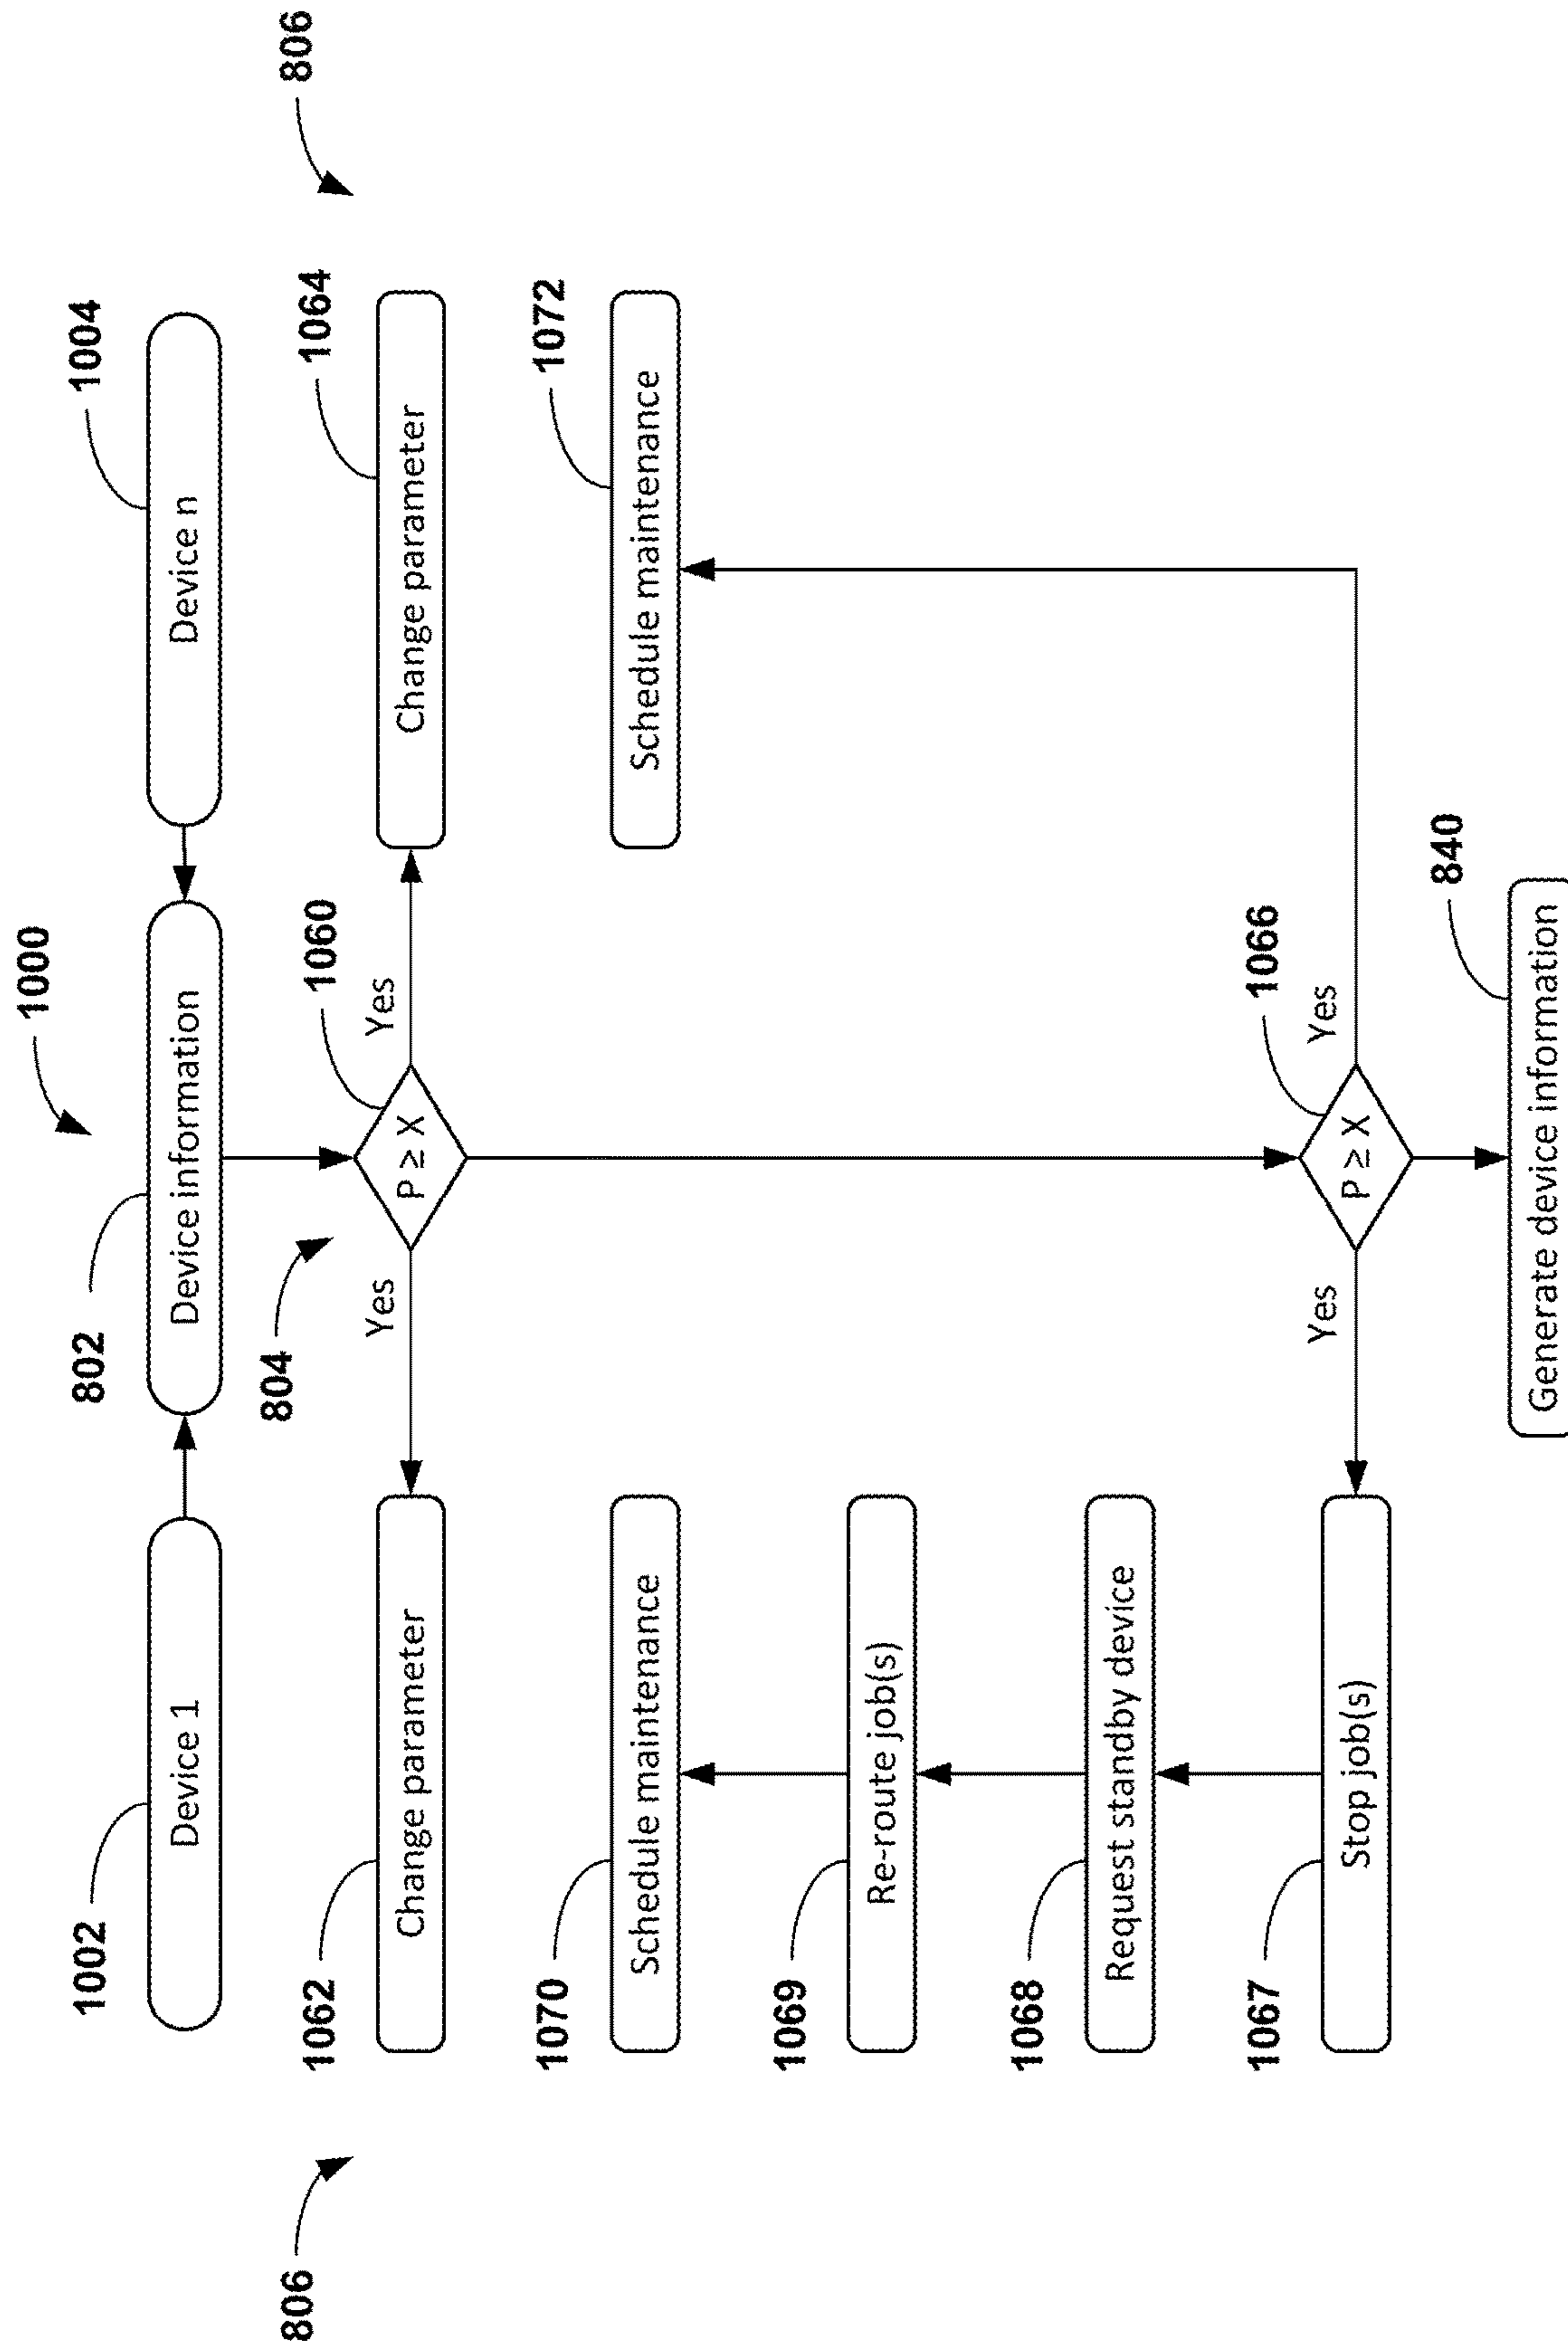 1000
1002
802
1004
Device 1
Device information
Device n
806
1062
804
1060
1064
806
Yes
Yes
Change parameter
P ≥ X
Change parameter
1070
1072
Schedule maintenance
Schedule maintenance
1069
Re-route job(s)
1068
Request standby device
1067
1066
Yes
Yes
Stop job(s)
P ≥ X
840
Generate device information